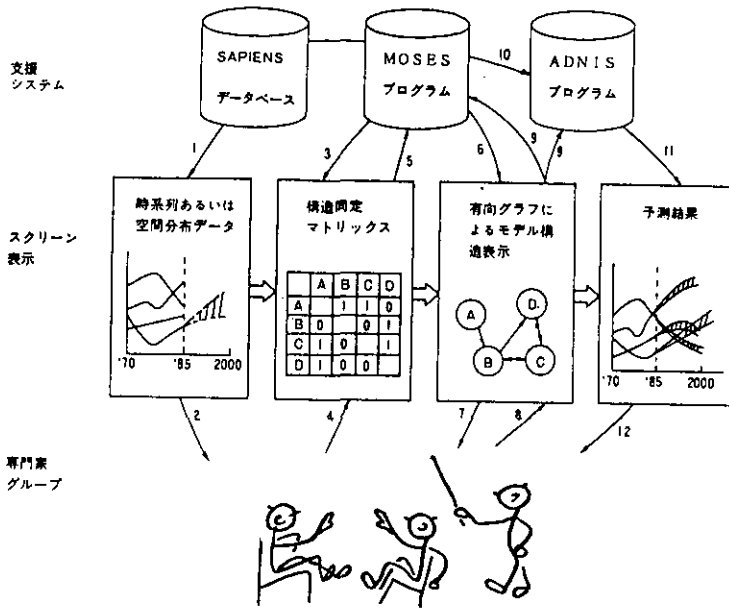 支援
システム
SAPIENS
データベース
MOSES
プログラム
ADNIS
プログラム
10
1
3
5
6
9
9
11
スクリーン
表示
時系列あるいは
空間分布データ
'70 '85 2000
構造同定
マトリックス
A B C D
A 1 1 0
B 0 0 1
C 1 0 1
D 1 0 0
有向グラフに
よるモデル構
造表示
A
D
B
C
予測結果
'70 '85 2000
2
4
7
8
12
専門家
グループ